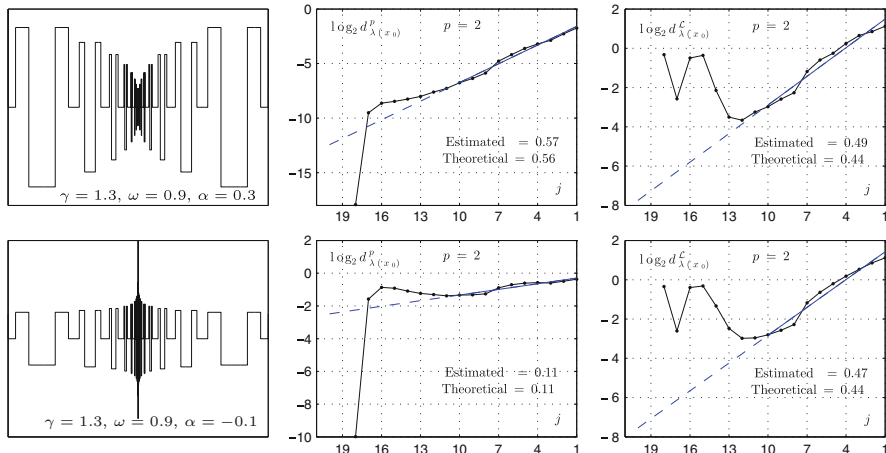 γ = 1.3, ω = 0.9, α = 0.3
log₂ d^p_λ(x₀) p = 2
0
−5
−10
−15
Estimated = 0.57
Theoretical = 0.56
j
19 16 13 10 7 4 1
log₂ d^ℒ_λ(x₀) p = 2
2
0
−2
−4
−6
−8
Estimated = 0.49
Theoretical = 0.44
j
19 16 13 10 7 4 1
γ = 1.3, ω = 0.9, α = −0.1
log₂ d^p_λ(x₀) p = 2
2
0
−2
−4
−6
−8
−10
Estimated = 0.11
Theoretical = 0.11
j
19 16 13 10 7 4 1
log₂ d^ℒ_λ(x₀) p = 2
2
0
−2
−4
−6
−8
Estimated = 0.47
Theoretical = 0.44
j
19 16 13 10 7 4 1